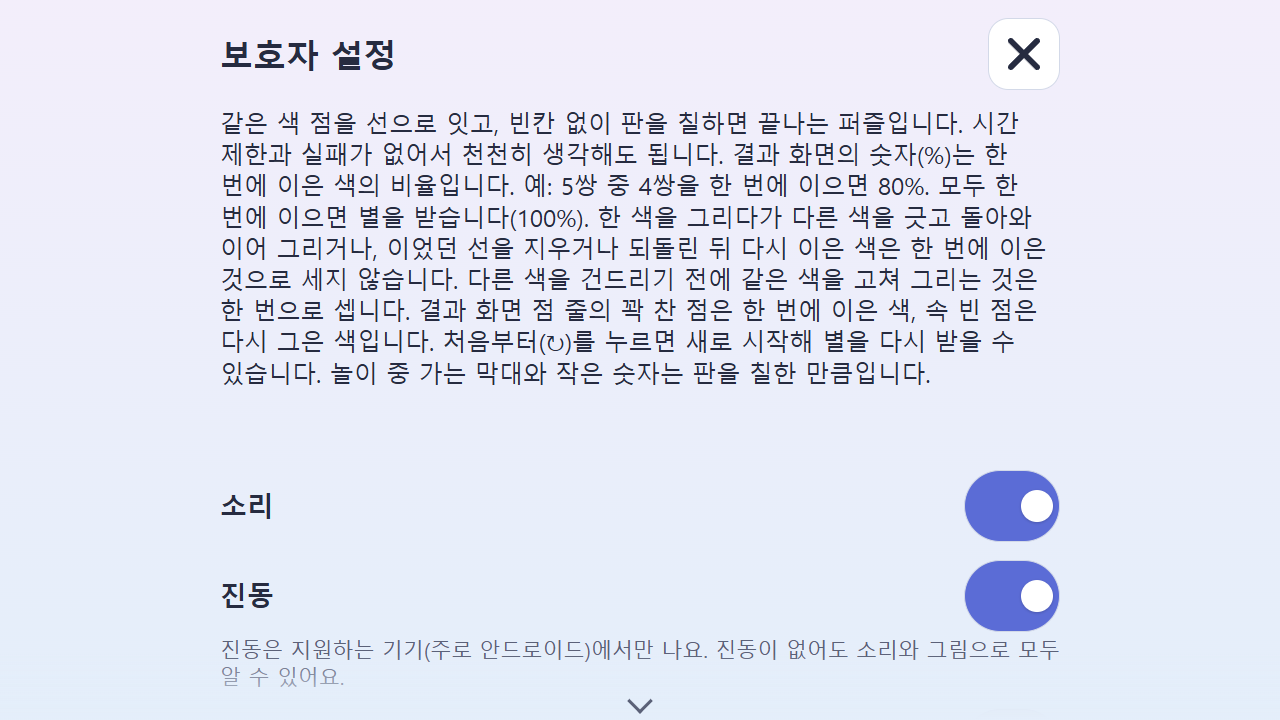 보호자 설정
같은 색 점을 선으로 잇고, 빈칸 없이 판을 칠하면 끝나는 퍼즐입니다. 시간
제한과 실패가 없어서 천천히 생각해도 됩니다. 결과 화면의 숫자(%)는 한
번에 이은 색의 비율입니다. 예: 5쌍 중 4쌍을 한 번에 이으면 80%. 모두 한
번에 이으면 별을 받습니다(100%). 한 색을 그리다가 다른 색을 긋고 돌아와
이어 그리거나, 이었던 선을 지우거나 되돌린 뒤 다시 이은 색은 한 번에 이은
것으로 세지 않습니다. 다른 색을 건드리기 전에 같은 색을 고쳐 그리는 것은
한 번으로 셉니다. 결과 화면 점 줄의 꽉 찬 점은 한 번에 이은 색, 속 빈 점은
다시 그은 색입니다. 처음부터(↻)를 누르면 새로 시작해 별을 다시 받을 수
있습니다. 놀이 중 가는 막대와 작은 숫자는 판을 칠한 만큼입니다.
소리
진동
진동은 지원하는 기기(주로 안드로이드)에서만 나요. 진동이 없어도 소리와 그림으로 모두
알 수 있어요.